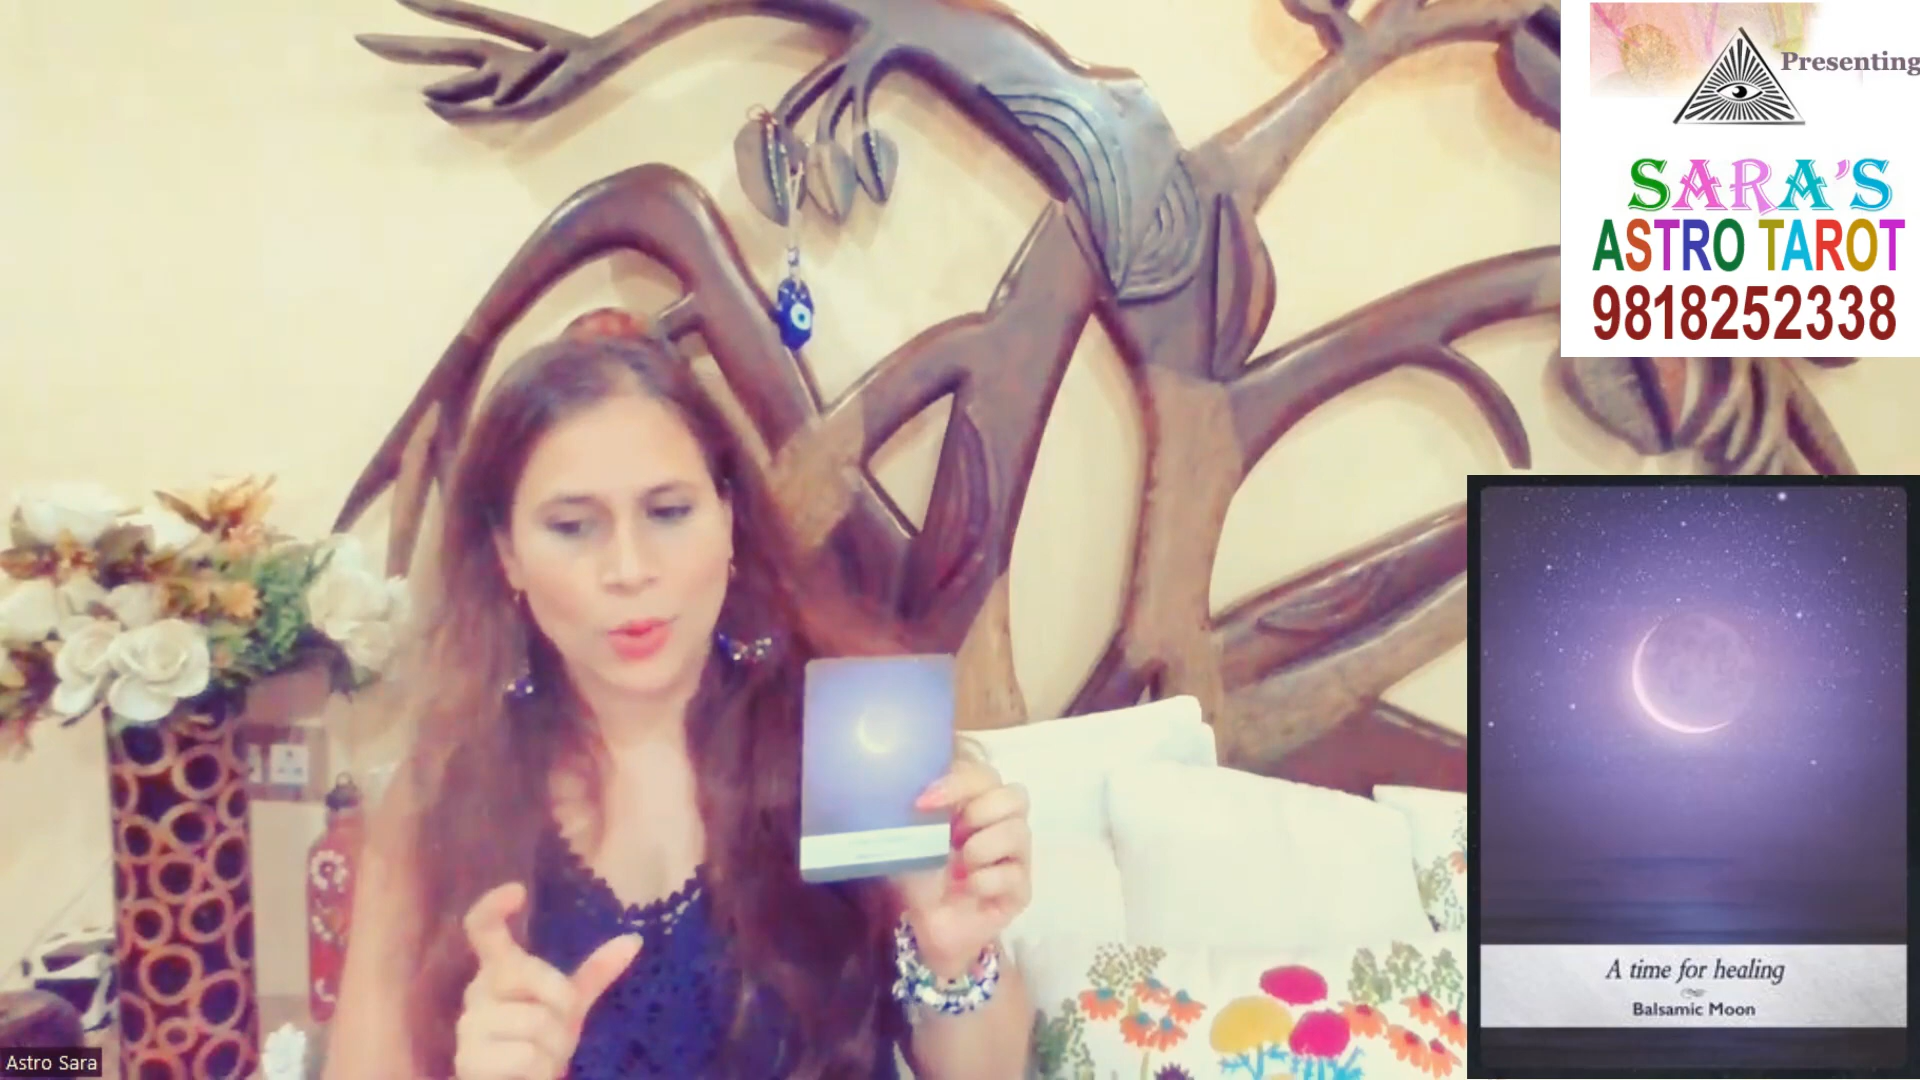 Presenting
SARA'S
ASTRO TAROT
9818252338
A time for healing
Balsamic Moon
Astro Sara